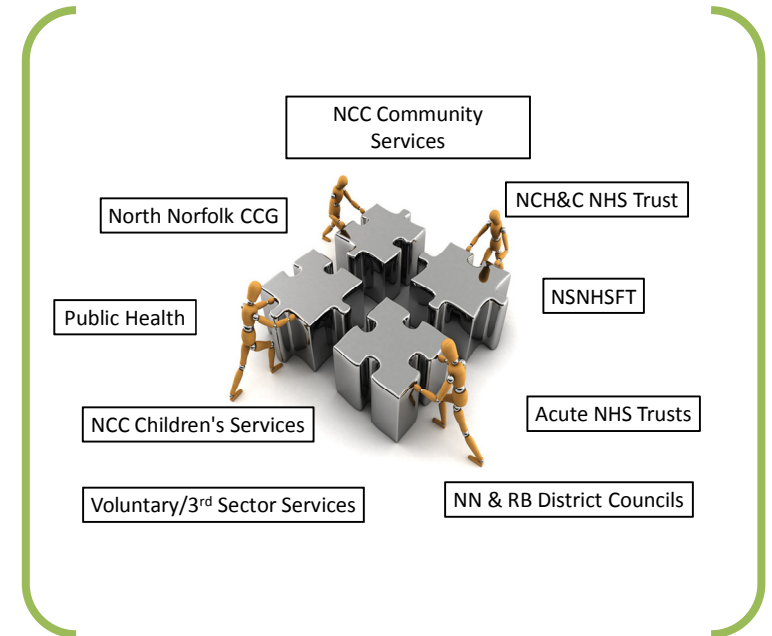 NCC Community
Services
North Norfolk CCG
NCH&C NHS Trust
NSNHSFT
Public Health
Acute NHS Trusts
NCC Children's Services
Voluntary/3rd Sector Services
NN & RB District Councils